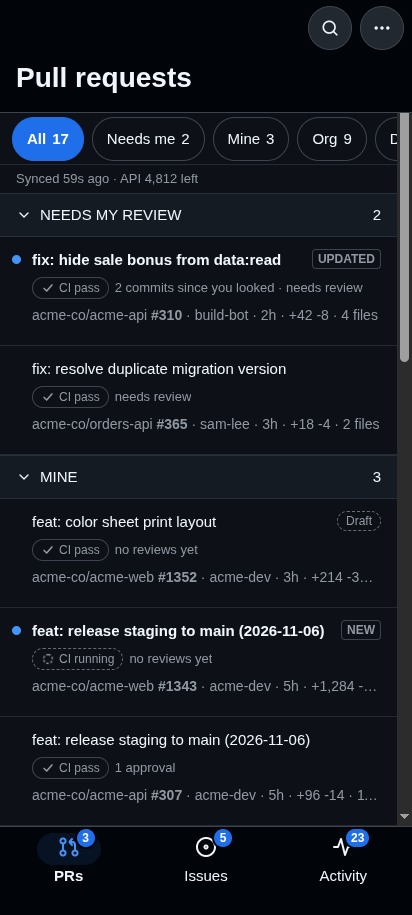 Pull requests
All 17 Needs me 2 Mine 3 Org 9
Synced 59s ago · API 4,812 left
NEEDS MY REVIEW 2
fix: hide sale bonus from data:read UPDATED
CI pass 2 commits since you looked · needs review
acme-co/acme-api #310 · build-bot · 2h · +42 -8 · 4 files
fix: resolve duplicate migration version
CI pass needs review
acme-co/orders-api #365 · sam-lee · 3h · +18 -4 · 2 files
MINE 3
feat: color sheet print layout Draft
CI pass no reviews yet
acme-co/acme-web #1352 · acme-dev · 3h · +214 -3…
feat: release staging to main (2026-11-06) NEW
CI running no reviews yet
acme-co/acme-web #1343 · acme-dev · 5h · +1,284 -…
feat: release staging to main (2026-11-06)
CI pass 1 approval
acme-co/acme-api #307 · acme-dev · 5h · +96 -14 · 1…
3 5 23
PRs Issues Activity